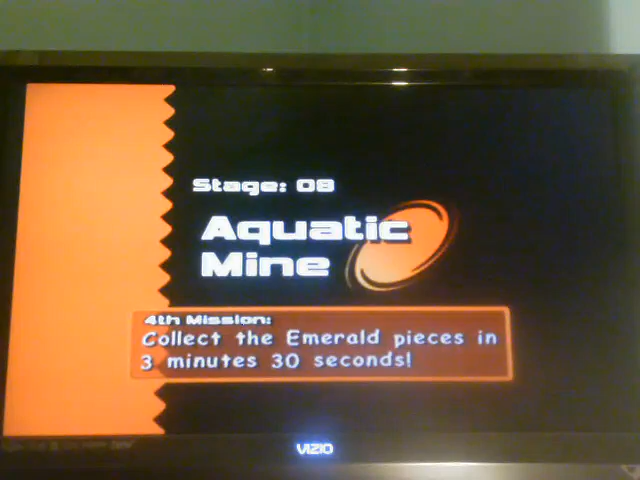 Stage: 08
Aquatic
Mine
4th Mission:
Collect the Emerald pieces in
3 minutes 30 seconds!
VIZIO